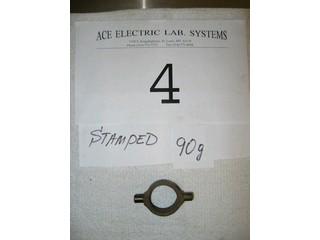 ACE ELECTRIC LAB. SYSTEMS
4
STAMPED
90g